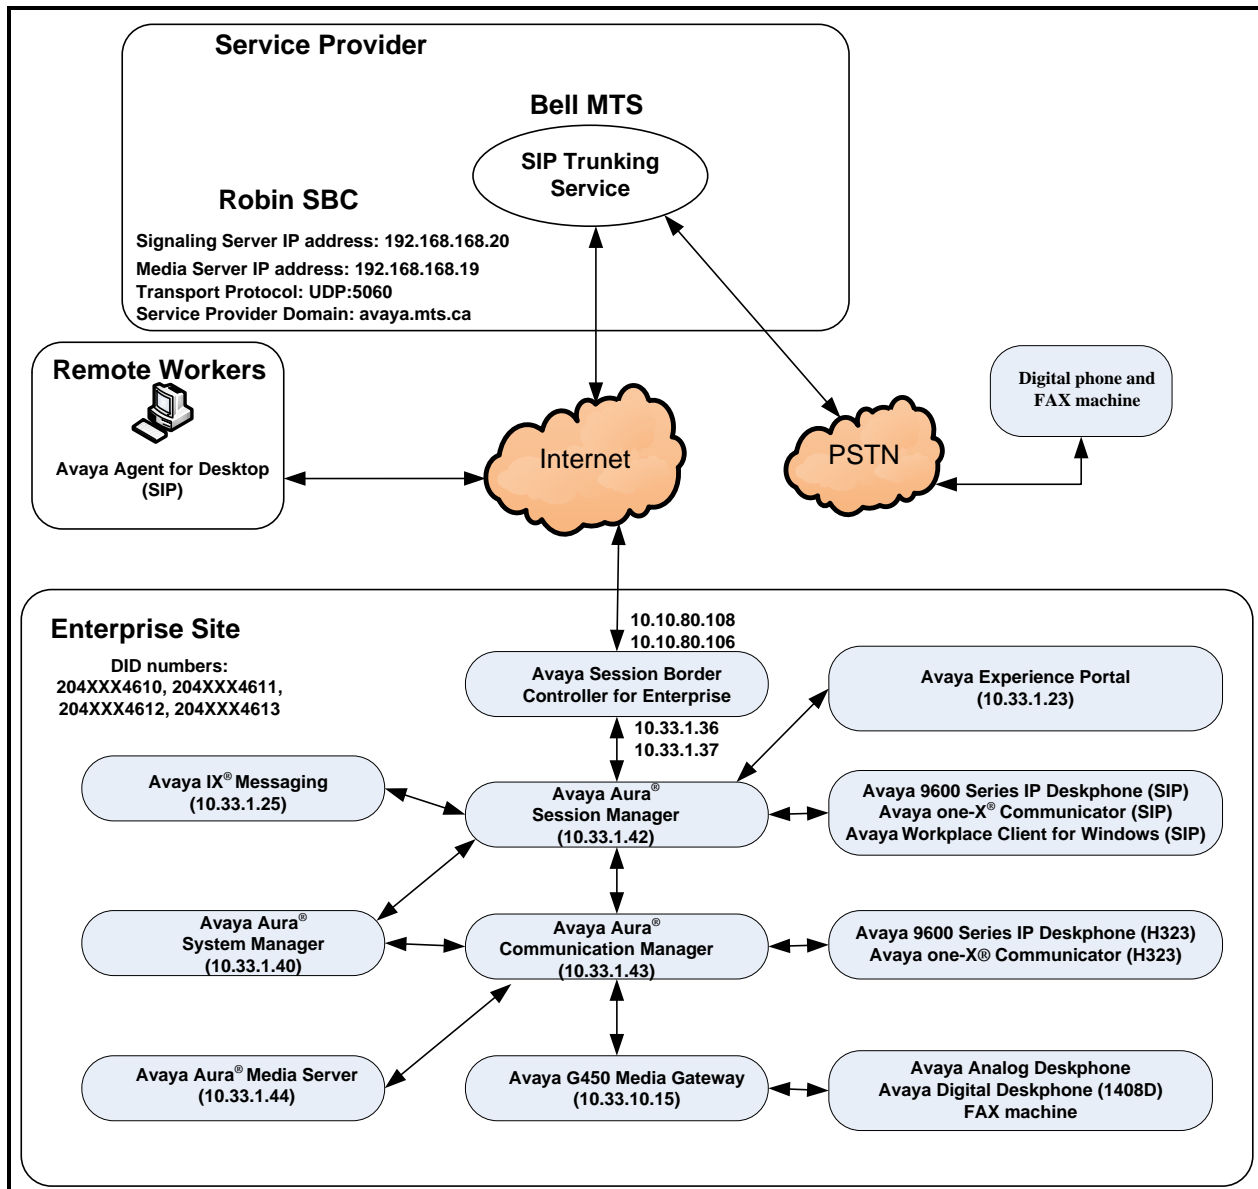 Service Provider
Bell MTS
SIP Trunking
Service
Robin SBC
Signaling Server IP address: 192.168.168.20
Media Server IP address: 192.168.168.19
Transport Protocol: UDP:5060
Service Provider Domain: avaya.mts.ca
Remote Workers
Avaya Agent for Desktop
(SIP)
Internet
PSTN
Digital phone and
FAX machine
Enterprise Site
DID numbers:
204XXX4610, 204XXX4611,
204XXX4612, 204XXX4613
10.10.80.108
10.10.80.106
Avaya Session Border
Controller for Enterprise
10.33.1.36
10.33.1.37
Avaya Experience Portal
(10.33.1.23)
Avaya IX® Messaging
(10.33.1.25)
Avaya Aura®
Session Manager
(10.33.1.42)
Avaya 9600 Series IP Deskphone (SIP)
Avaya one-X® Communicator (SIP)
Avaya Workplace Client for Windows (SIP)
Avaya Aura®
System Manager
(10.33.1.40)
Avaya Aura®
Communication Manager
(10.33.1.43)
Avaya 9600 Series IP Deskphone (H323)
Avaya one-X® Communicator (H323)
Avaya Aura® Media Server
(10.33.1.44)
Avaya G450 Media Gateway
(10.33.10.15)
Avaya Analog Deskphone
Avaya Digital Deskphone (1408D)
FAX machine